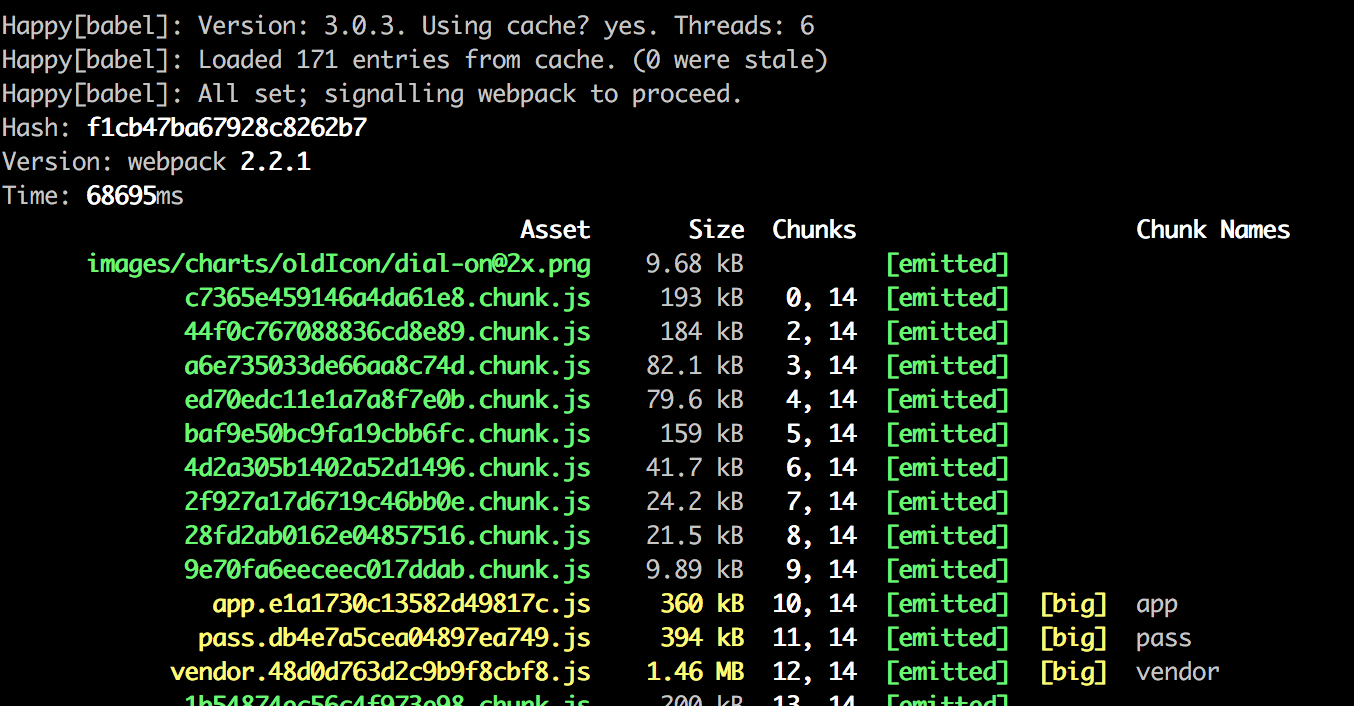 Happy[babel]: Version: 3.0.3. Using cache? yes. Threads: 6
Happy[babel]: Loaded 171 entries from cache. (0 were stale)
Happy[babel]: All set; signalling webpack to proceed.
Hash: f1cb47ba67928c8262b7
Version: webpack 2.2.1
Time: 68695ms
Asset Size Chunks Chunk Names
images/charts/oldIcon/dial-on@2x.png 9.68 kB [emitted]
c7365e459146a4da61e8.chunk.js 193 kB 0, 14 [emitted]
44f0c767088836cd8e89.chunk.js 184 kB 2, 14 [emitted]
a6e735033de66aa8c74d.chunk.js 82.1 kB 3, 14 [emitted]
ed70edc11e1a7a8f7e0b.chunk.js 79.6 kB 4, 14 [emitted]
baf9e50bc9fa19cbb6fc.chunk.js 159 kB 5, 14 [emitted]
4d2a305b1402a52d1496.chunk.js 41.7 kB 6, 14 [emitted]
2f927a17d6719c46bb0e.chunk.js 24.2 kB 7, 14 [emitted]
28fd2ab0162e04857516.chunk.js 21.5 kB 8, 14 [emitted]
9e70fa6eeceec017ddab.chunk.js 9.89 kB 9, 14 [emitted]
app.e1a1730c13582d49817c.js 360 kB 10, 14 [emitted] [big] app
pass.db4e7a5cea04897ea749.js 394 kB 11, 14 [emitted] [big] pass
vendor.48d0d763d2c9b9f8cbf8.js 1.46 MB 12, 14 [emitted] [big] vendor
200 kB 13, 14 [emitted]